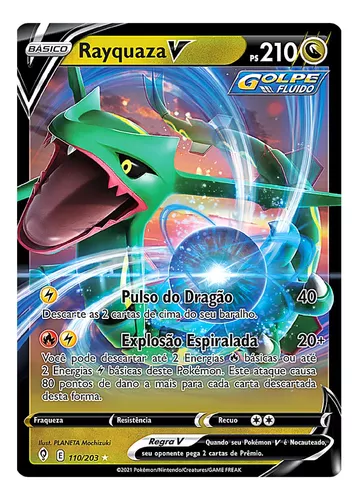 BÁSICO Rayquaza V PS 210
GOLPE
FLUIDO
Pulso do Dragão 40
Descarte as 2 cartas de cima do seu baralho.
Explosão Espiralada 20+
Você pode descartar até 2 Energias básicas ou até
2 Energias básicas deste Pokémon. Este ataque causa
80 pontos de dano a mais para cada carta descartada
desta forma.
Fraqueza Resistência Recuo
Ilust. PLANETA Mochizuki
Regra V Quando seu Pokémon V é Nocauteado,
seu oponente pega 2 cartas de Prêmio.
E 110/203
©2021 Pokémon/Nintendo/Creatures/GAME FREAK